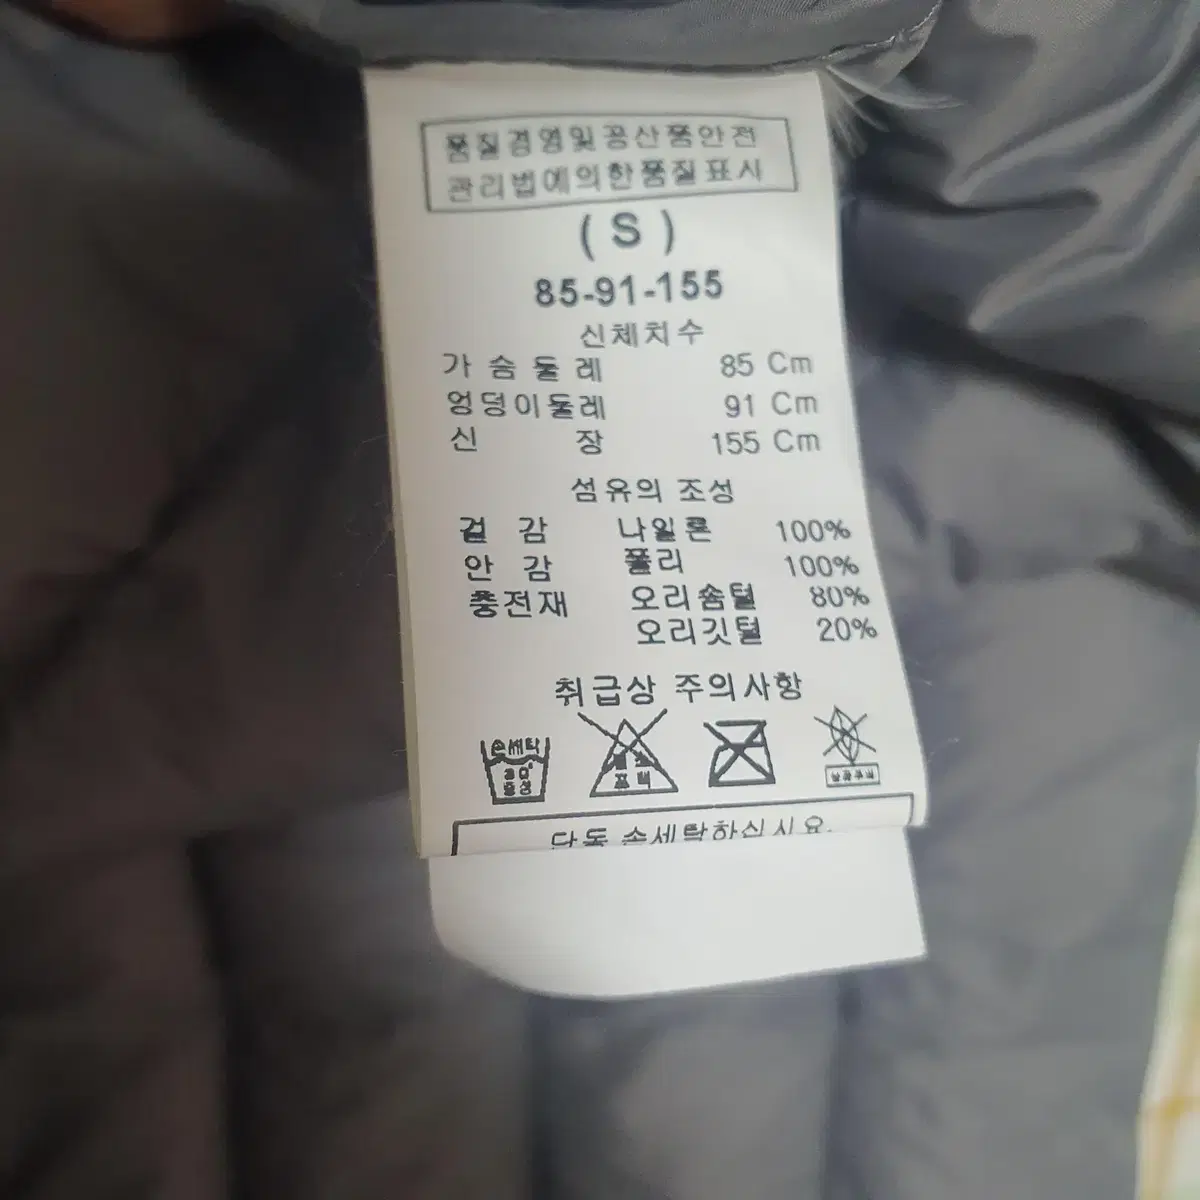 품질경영및공산품안전
관리법에의한품질표시
( S )
85-91-155
신체치수
가 슴 둘 레 85 Cm
엉덩이둘레 91 Cm
신 장 155 Cm
섬유의 조성
겉 감 나일론 100%
안 감 폴리 100%
충전재 오리솜털 80%
오리깃털 20%
취급상 주의사항
손세탁
30°
중성
단독 손세탁하십시오.